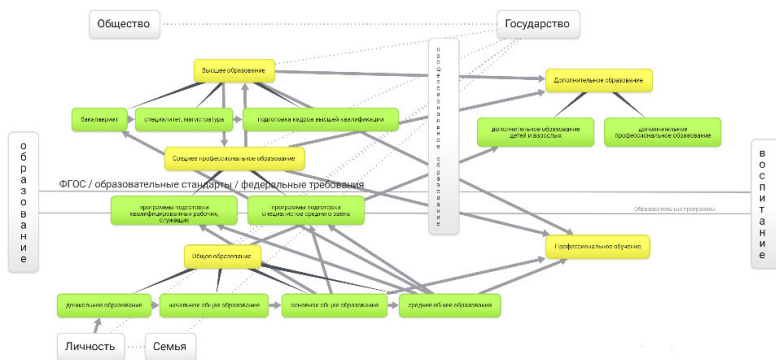 Общество
Государство
Высшее образование
Дополнительное образование
бакалавриат
специалитет, магистратура
подготовка кадров высшей квалификации
дополнительное образование
детей и взрослых
дополнительное
профессиональное образование
профессиональное образование
образование
воспитание
Среднее профессиональное образование
ФГОС / образовательные стандарты / федеральные требования
программы подготовки
квалифицированных рабочих,
служащих
программы подготовки
специалистов среднего звена
Образовательные программы
Общее образование
Профессиональное обучение
дошкольное образование
начальное общее образование
основное общее образование
среднее общее образование
Личность
Семья